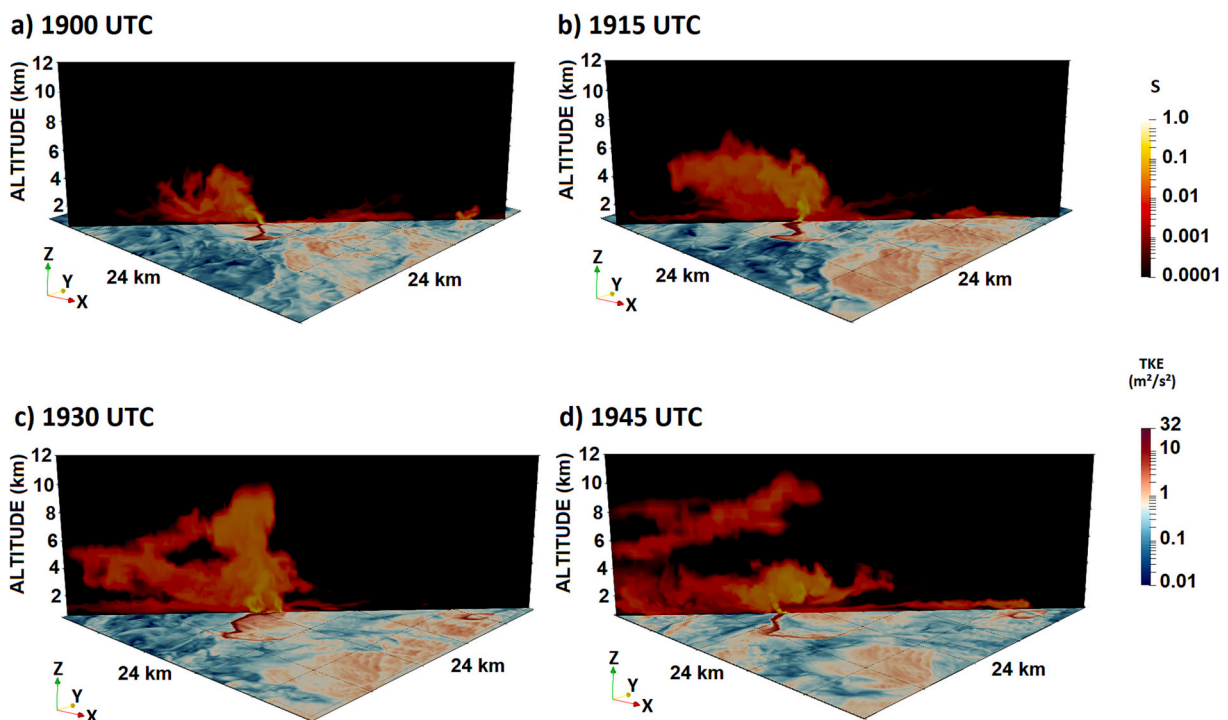 a) 1900 UTC
b) 1915 UTC
ALTITUDE (km)
12
10
8
6
4
2
24 km
24 km
Z
Y
X
ALTITUDE (km)
12
10
8
6
4
2
24 km
24 km
Z
Y
X
S
1.0
0.1
0.01
0.001
0.0001
TKE
(m²/s²)
32
10
1
0.1
0.01
c) 1930 UTC
d) 1945 UTC
ALTITUDE (km)
12
10
8
6
4
2
24 km
24 km
Z
Y
X
ALTITUDE (km)
12
10
8
6
4
2
24 km
24 km
Z
Y
X